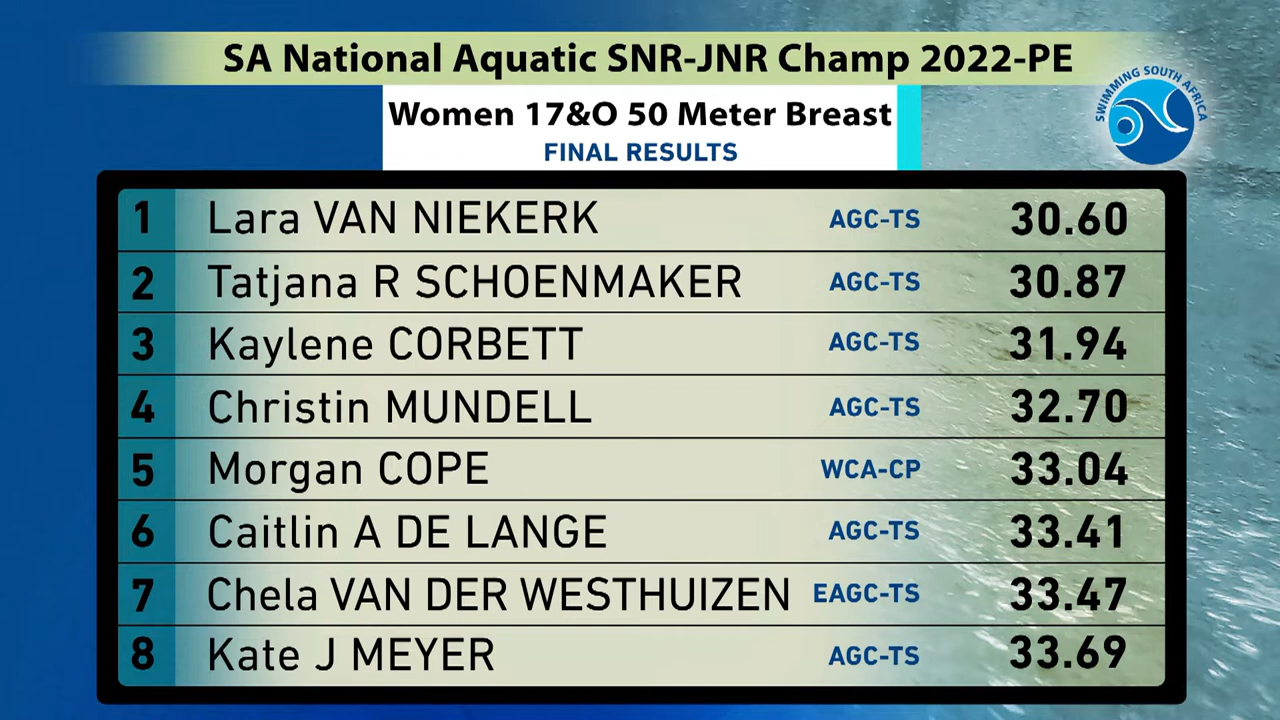 SA National Aquatic SNR-JNR Champ 2022-PE
SWIMMING SOUTH AFRICA
Women 17&O 50 Meter Breast
FINAL RESULTS
1 Lara VAN NIEKERK AGC-TS 30.60
2 Tatjana R SCHOENMAKER AGC-TS 30.87
3 Kaylene CORBETT AGC-TS 31.94
4 Christin MUNDELL AGC-TS 32.70
5 Morgan COPE WCA-CP 33.04
6 Caitlin A DE LANGE AGC-TS 33.41
7 Chela VAN DER WESTHUIZEN EAGC-TS 33.47
8 Kate J MEYER AGC-TS 33.69